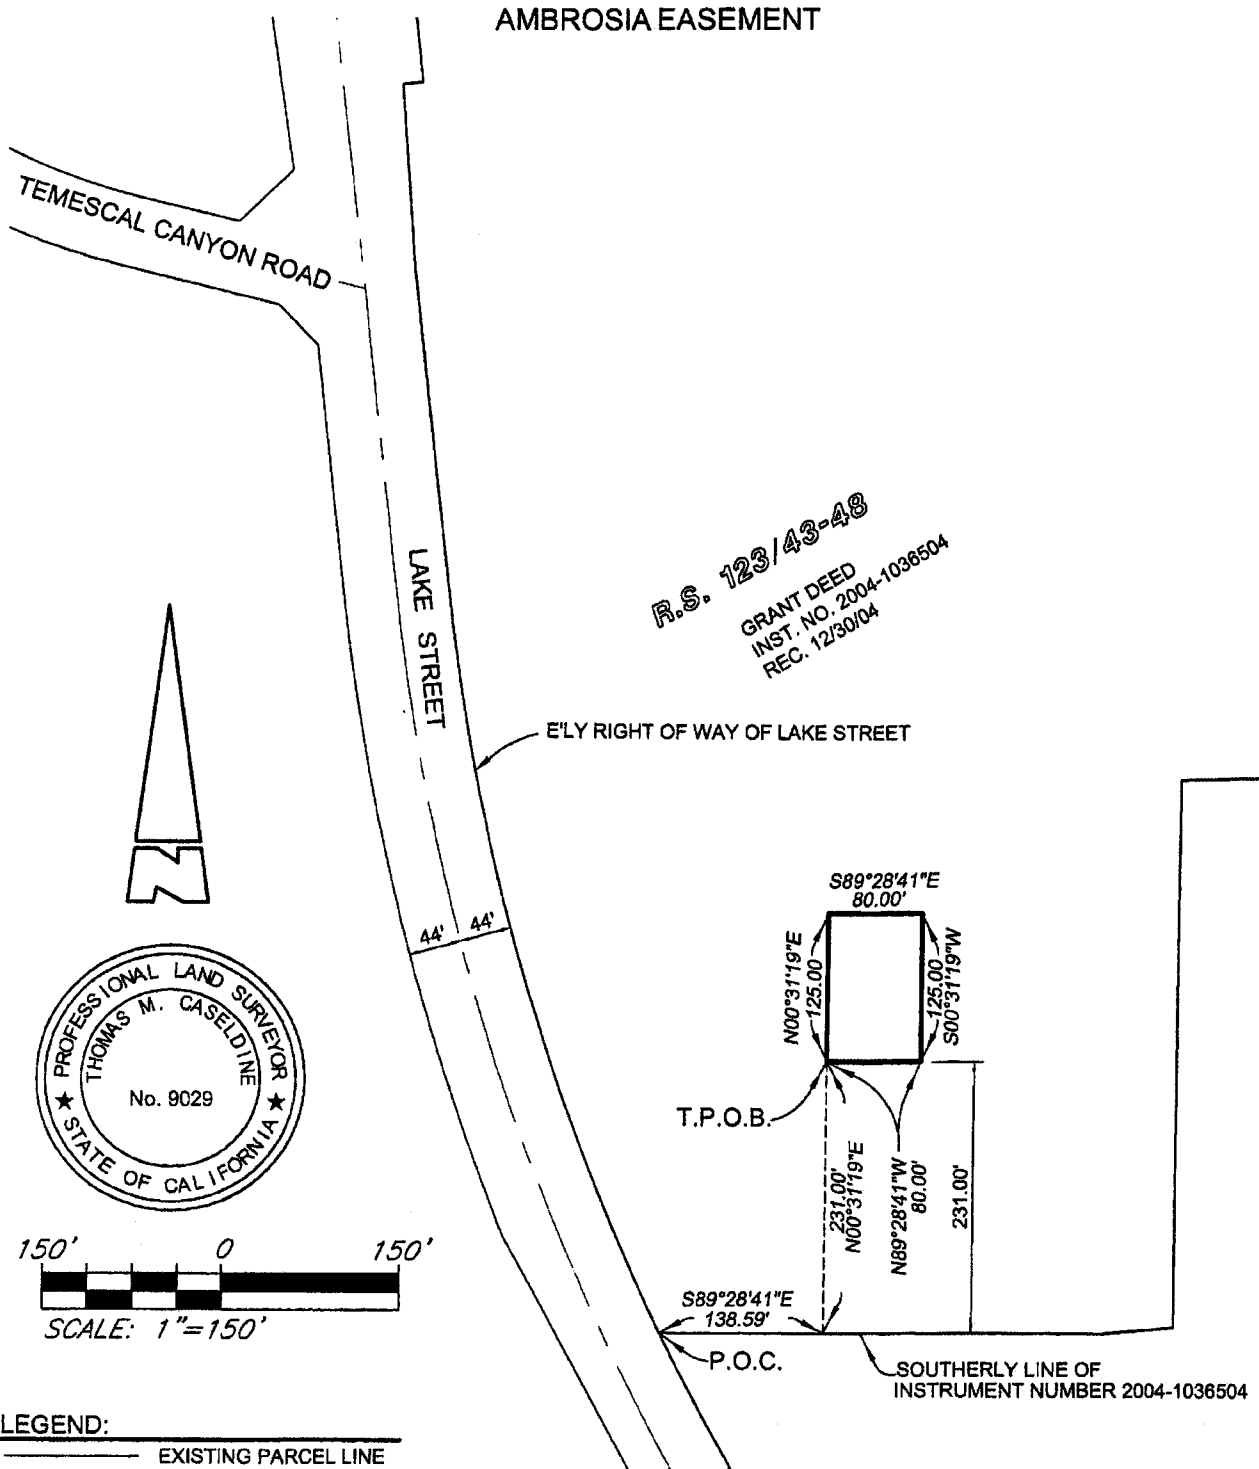 AMBROSIA EASEMENT
TEMESCAL CANYON ROAD
LAKE STREET
R.S. 123/43-48
GRANT DEED
INST. NO. 2004-1036504
REC. 12/30/04
E'LY RIGHT OF WAY OF LAKE STREET
N
44' 44'
S89°28'41"E
80.00'
N00°31'19"E
125.00
125.00
S00°31'19"W
T.P.O.B.
231.00'
N00°31'19"E
N89°28'41"W
80.00'
231.00'
PROFESSIONAL LAND SURVEYOR
THOMAS M. CASELDINE
No. 9029
★ STATE OF CALIFORNIA ★
150' 0 150'
SCALE: 1"=150'
S89°28'41"E
138.59'
P.O.C.
SOUTHERLY LINE OF
INSTRUMENT NUMBER 2004-1036504
LEGEND:
EXISTING PARCEL LINE